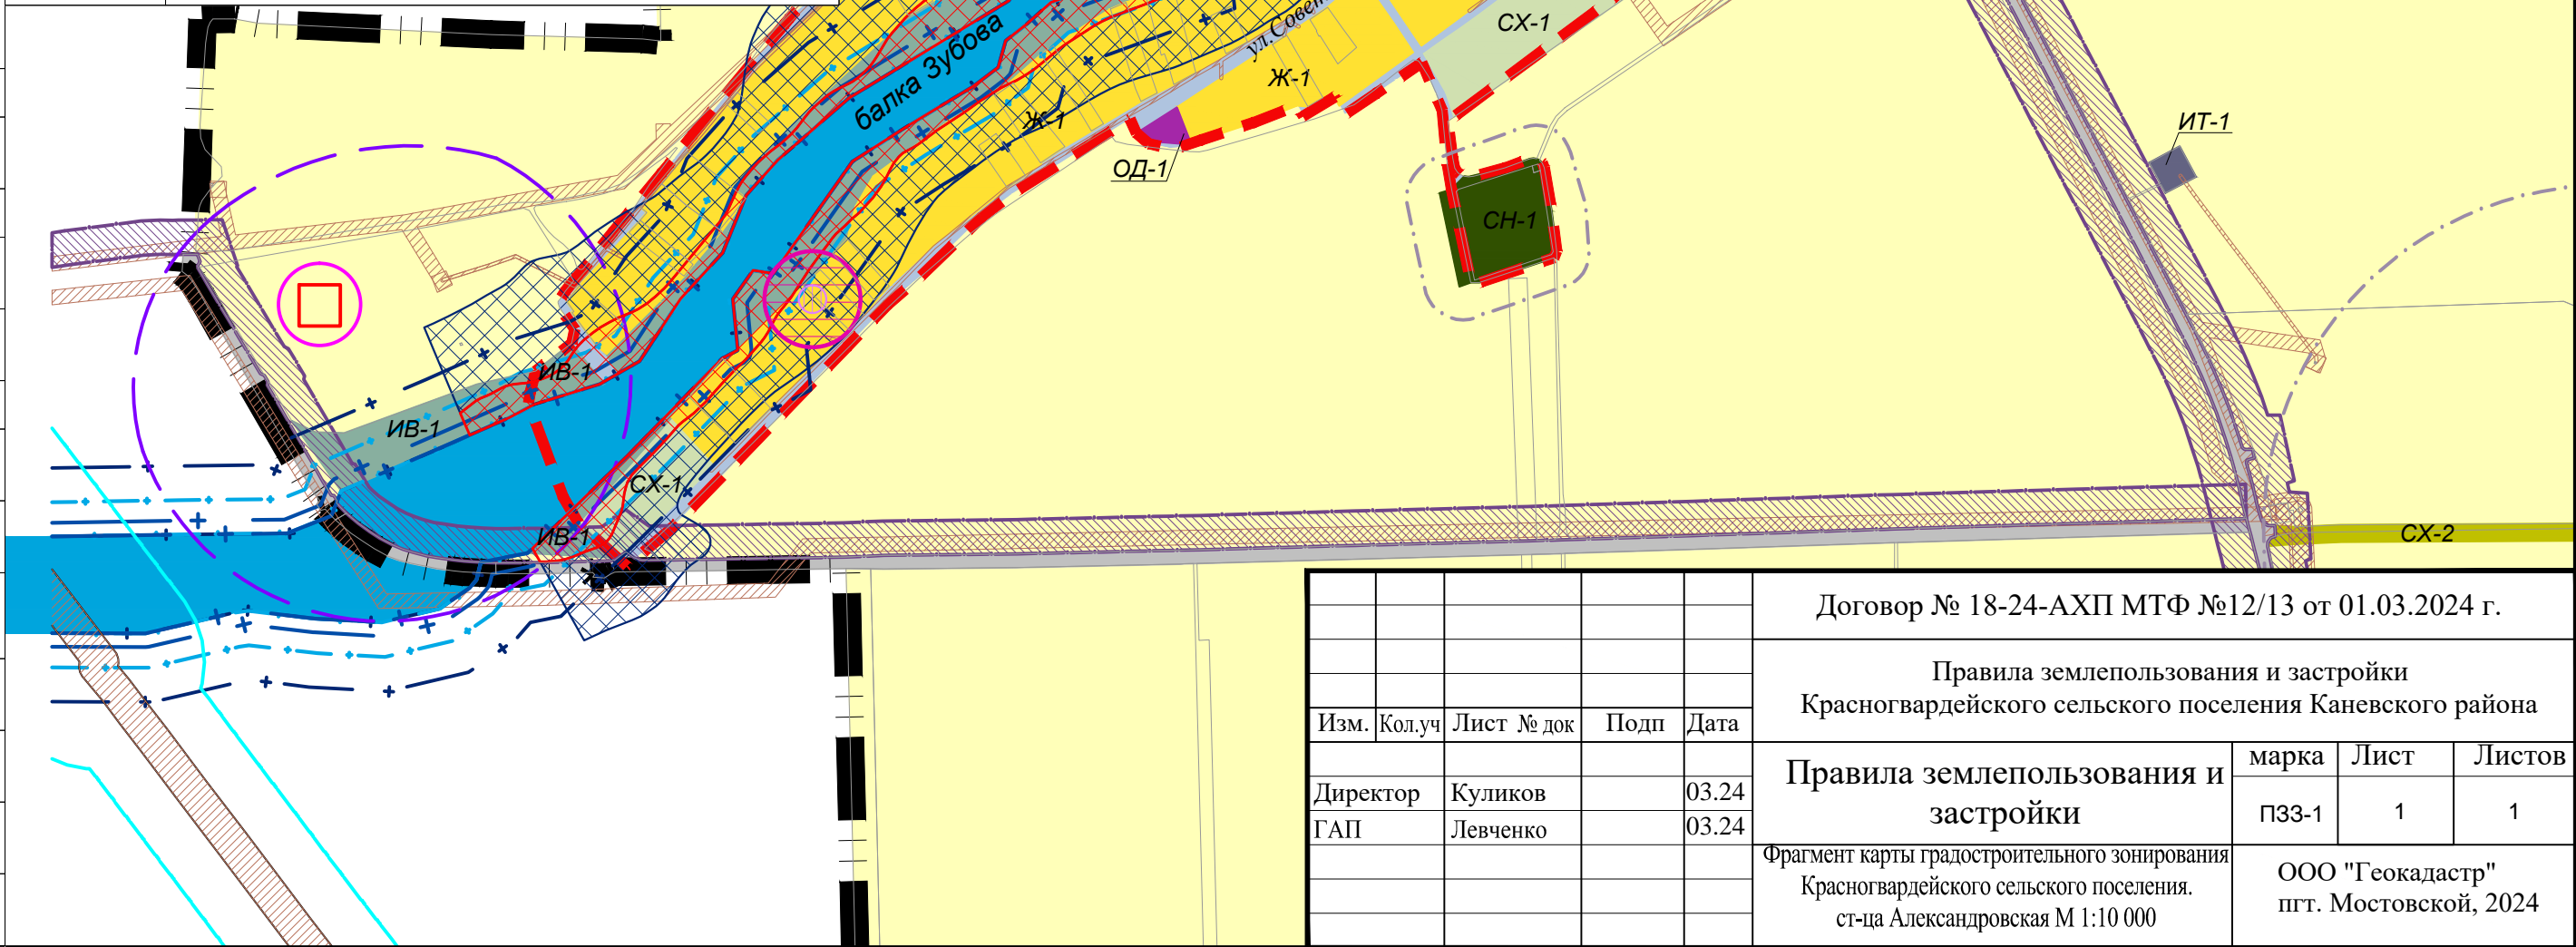 балка Зубова
ул.Совет
СХ-1
Ж-1
Ж-1
ОД-1
СН-1
ИТ-1
ИВ-1
ИВ-1
СХ-1
ИВ-1
СХ-2
Договор № 18-24-АХП МТФ №12/13 от 01.03.2024 г.
Правила землепользования и застройки
Красногвардейского сельского поселения Каневского района
Изм. Кол.уч Лист № док Подп Дата
Правила землепользования и
застройки
марка Лист Листов
ПЗЗ-1 1 1
Директор Куликов 03.24
ГАП Левченко 03.24
Фрагмент карты градостроительного зонирования
Красногвардейского сельского поселения.
ст-ца Александровская М 1:10 000
ООО "Геокадастр"
пгт. Мостовской, 2024